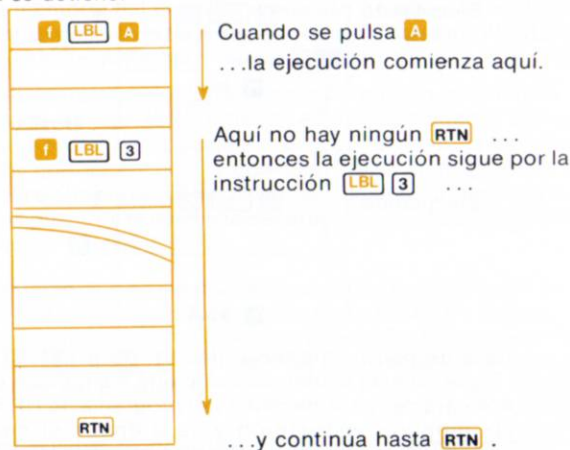 f LBL A
Cuando se pulsa A
...la ejecución comienza aquí.
Aquí no hay ningún RTN ...
f LBL 3
entonces la ejecución sigue por la
instrucción LBL 3 ...
RTN
...y continúa hasta RTN .